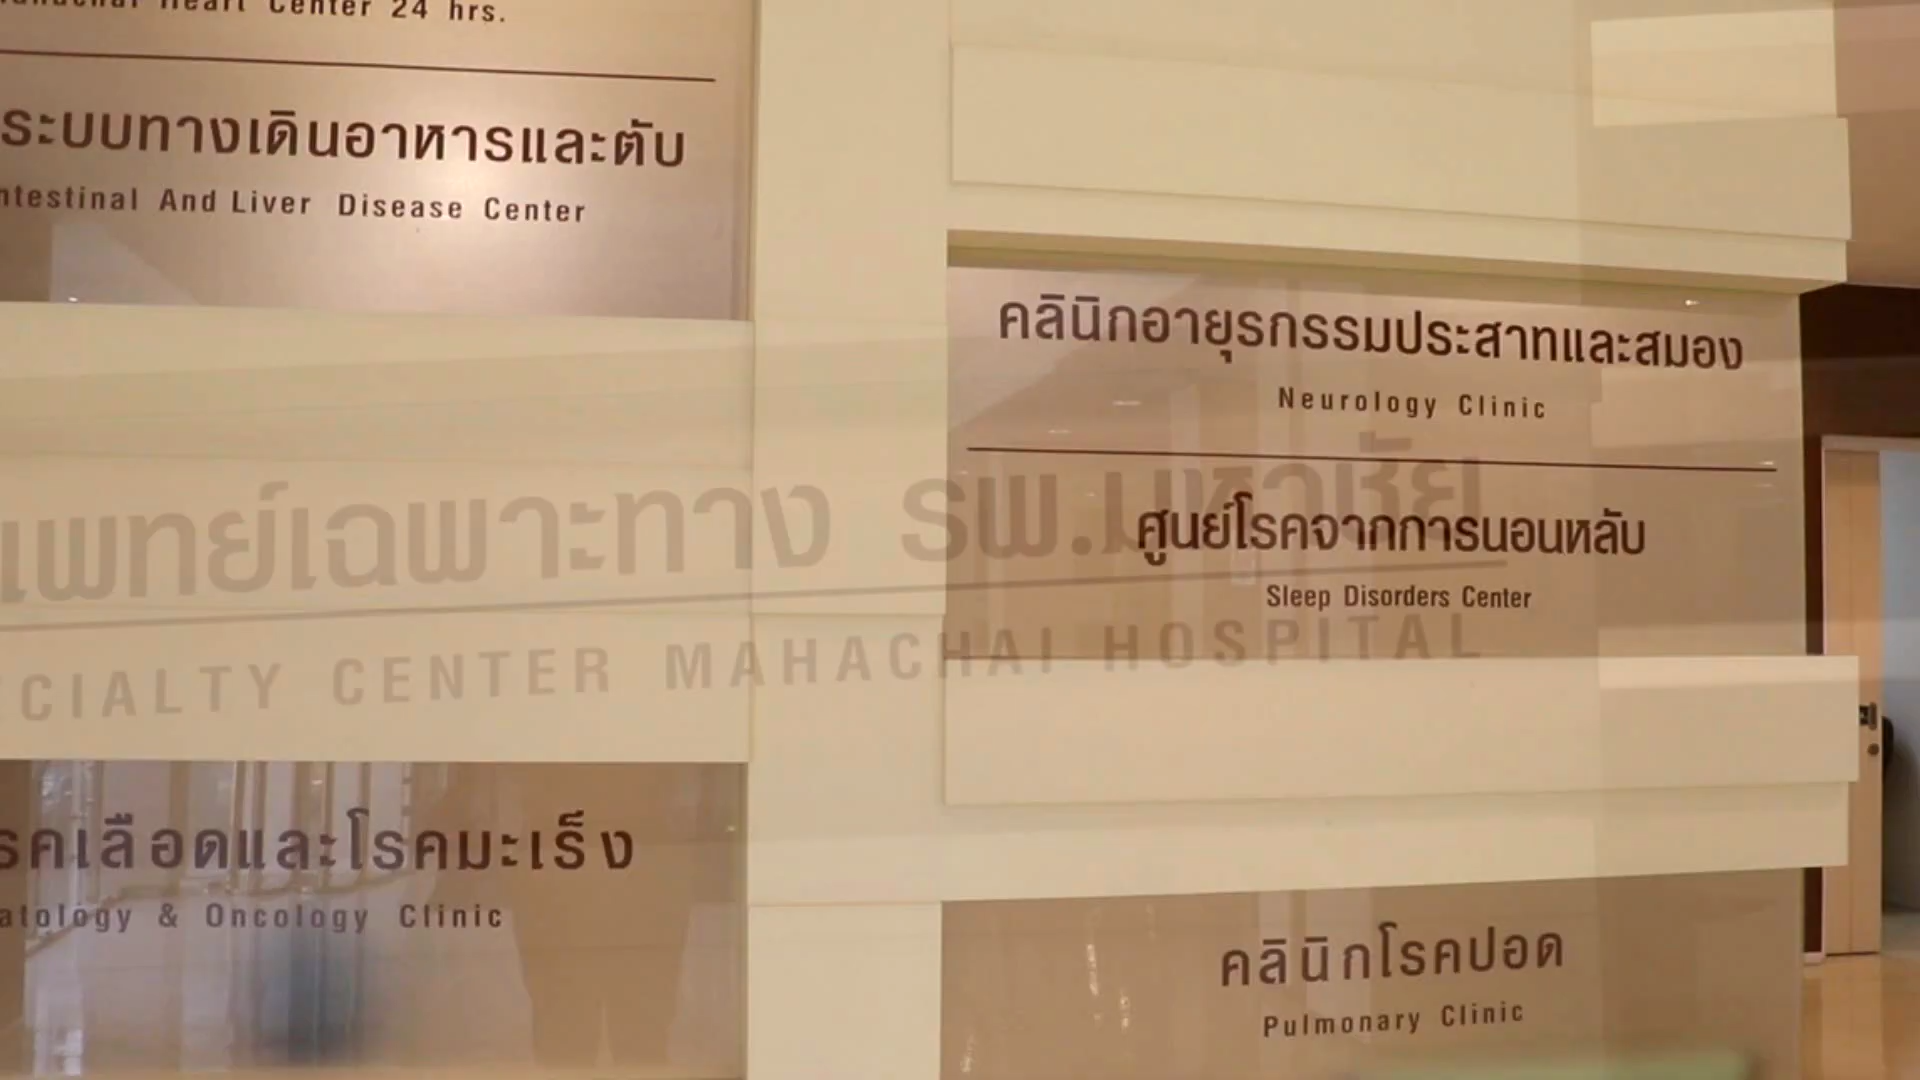 Heart Center 24 hrs.
ระบบทางเดินอาหารและตับ
And Liver Disease Center
คลินิกอายุรกรรมประสาทและสมอง
Neurology Clinic
ศูนย์โรคจากการนอนหลับ
Sleep Disorders Center
แพทย์เฉพาะทาง รพ.มหาชัย
CENTER MAHACHAI HOSPITAL
เลือดและโรคมะเร็ง
& Oncology Clinic
คลินิกโรคปอด
Pulmonary Clinic